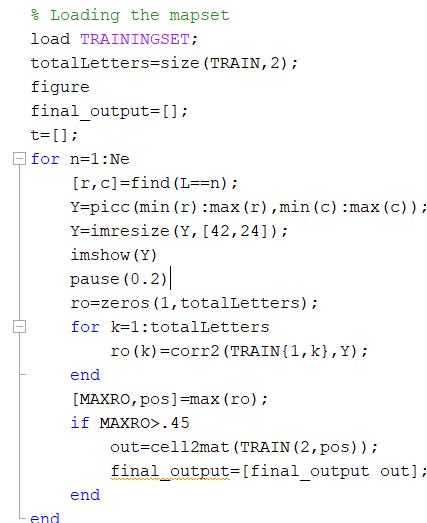 % Loading the mapset
load TRAININGSET;
totalLetters=size(TRAIN,2);
figure
final_output=[];
t=[];
for n=1:Ne
    [r,c]=find(L==n);
    Y=picc(min(r):max(r),min(c):max(c));
    Y=imresize(Y,[42,24]);
    imshow(Y)
    pause(0.2)
    ro=zeros(1,totalLetters);
    for k=1:totalLetters
        ro(k)=corr2(TRAIN{1,k},Y);
    end
    [MAXRO,pos]=max(ro);
    if MAXRO>.45
        out=cell2mat(TRAIN(2,pos));
        final_output=[final_output out];
    end
end